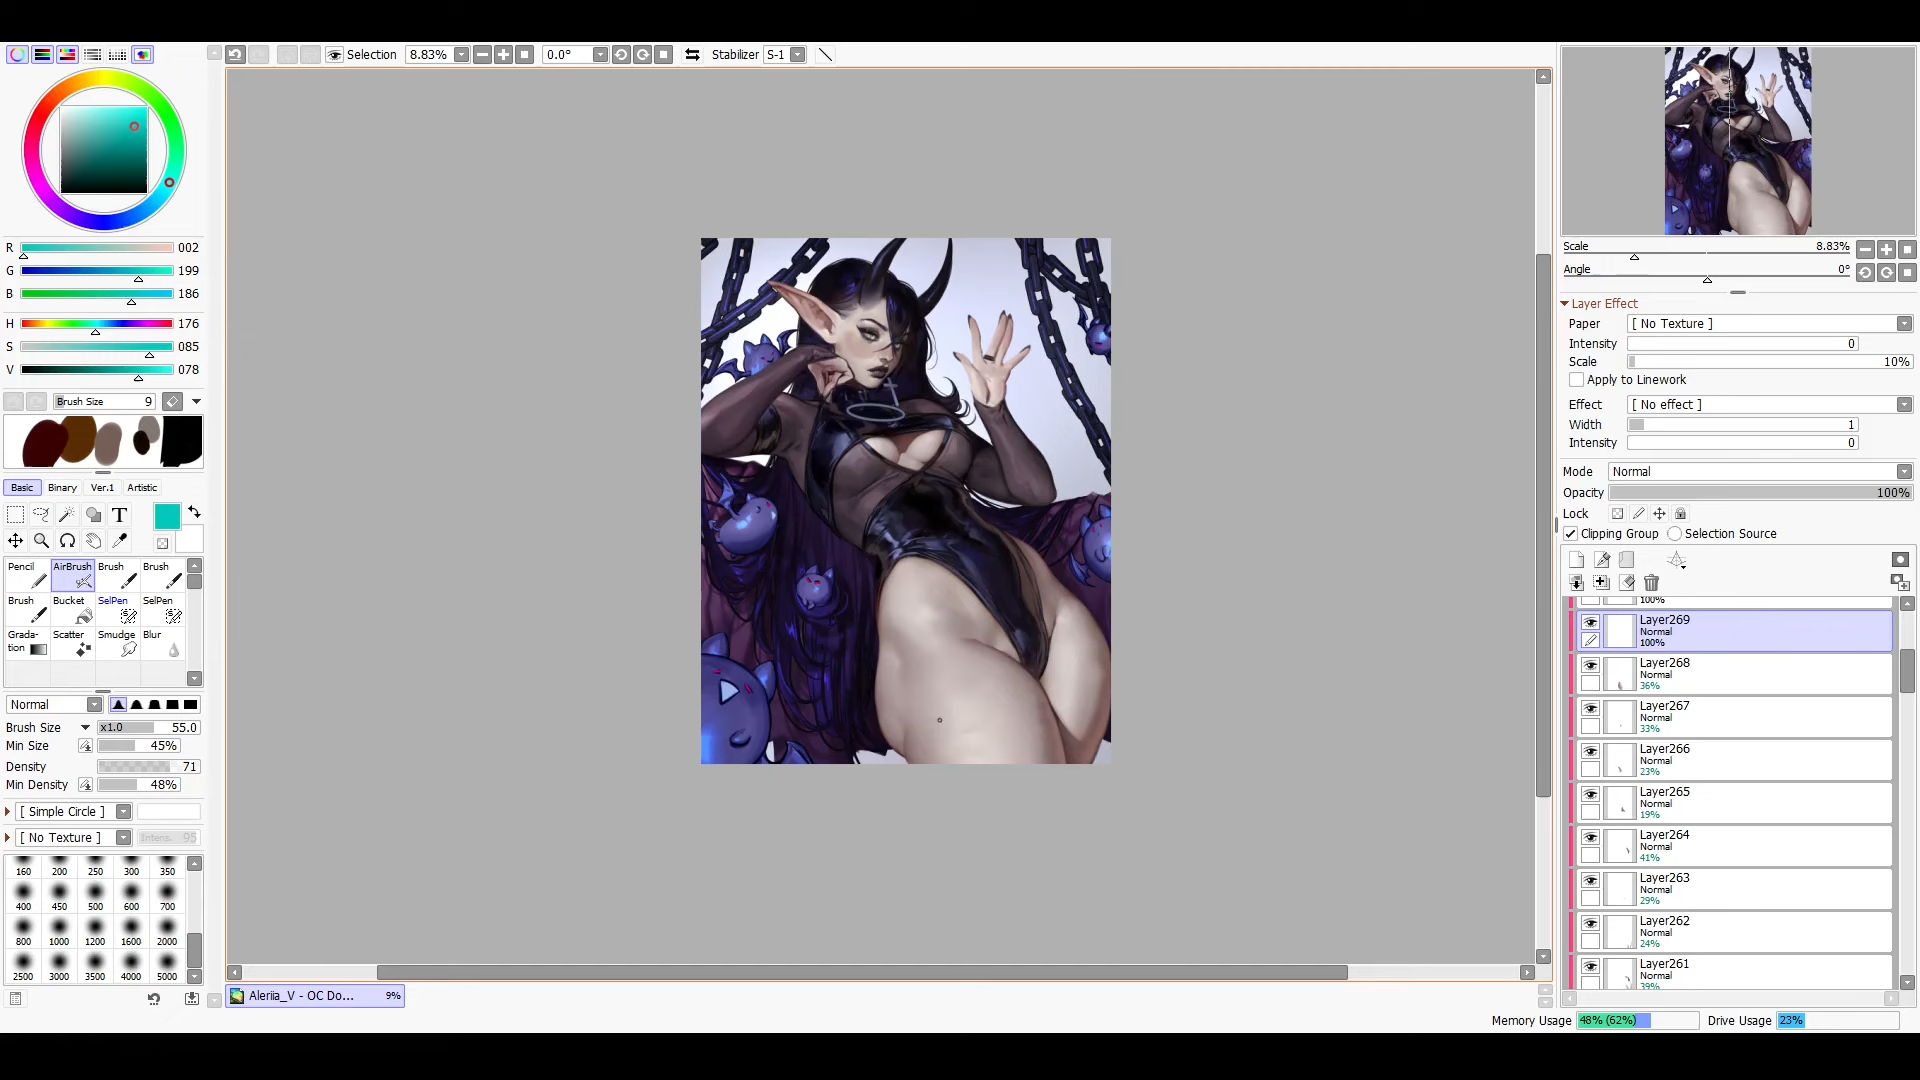 Selection 8.83% 0.0° Stabilizer S-1
R 002
G 199
B 186
H 176
S 085
V 078
Brush Size 9
Basic Binary Ver.1 Artistic
T
Pencil AirBrush Brush Brush
Brush Bucket SelPen SelPen
Grada-tion Scatter Smudge Blur
Normal
Brush Size x1.0 55.0
Min Size 45%
Density 71
Min Density 48%
[ Simple Circle ]
[ No Texture ] Intens. 95
160 200 250 300 350
400 450 500 600 700
800 1000 1200 1600 2000
2500 3000 3500 4000 5000
Aleriia_V - OC Do... 9%
Scale 8.83%
Angle 0°
Layer Effect
Paper [ No Texture ]
Intensity 0
Scale 10%
Apply to Linework
Effect [ No effect ]
Width 1
Intensity 0
Mode Normal
Opacity 100%
Lock
Clipping Group Selection Source
100%
Layer269
Normal
100%
Layer268
Normal
36%
Layer267
Normal
33%
Layer266
Normal
23%
Layer265
Normal
19%
Layer264
Normal
41%
Layer263
Normal
29%
Layer262
Normal
24%
Layer261
Normal
39%
Memory Usage 48% (62%) Drive Usage 23%